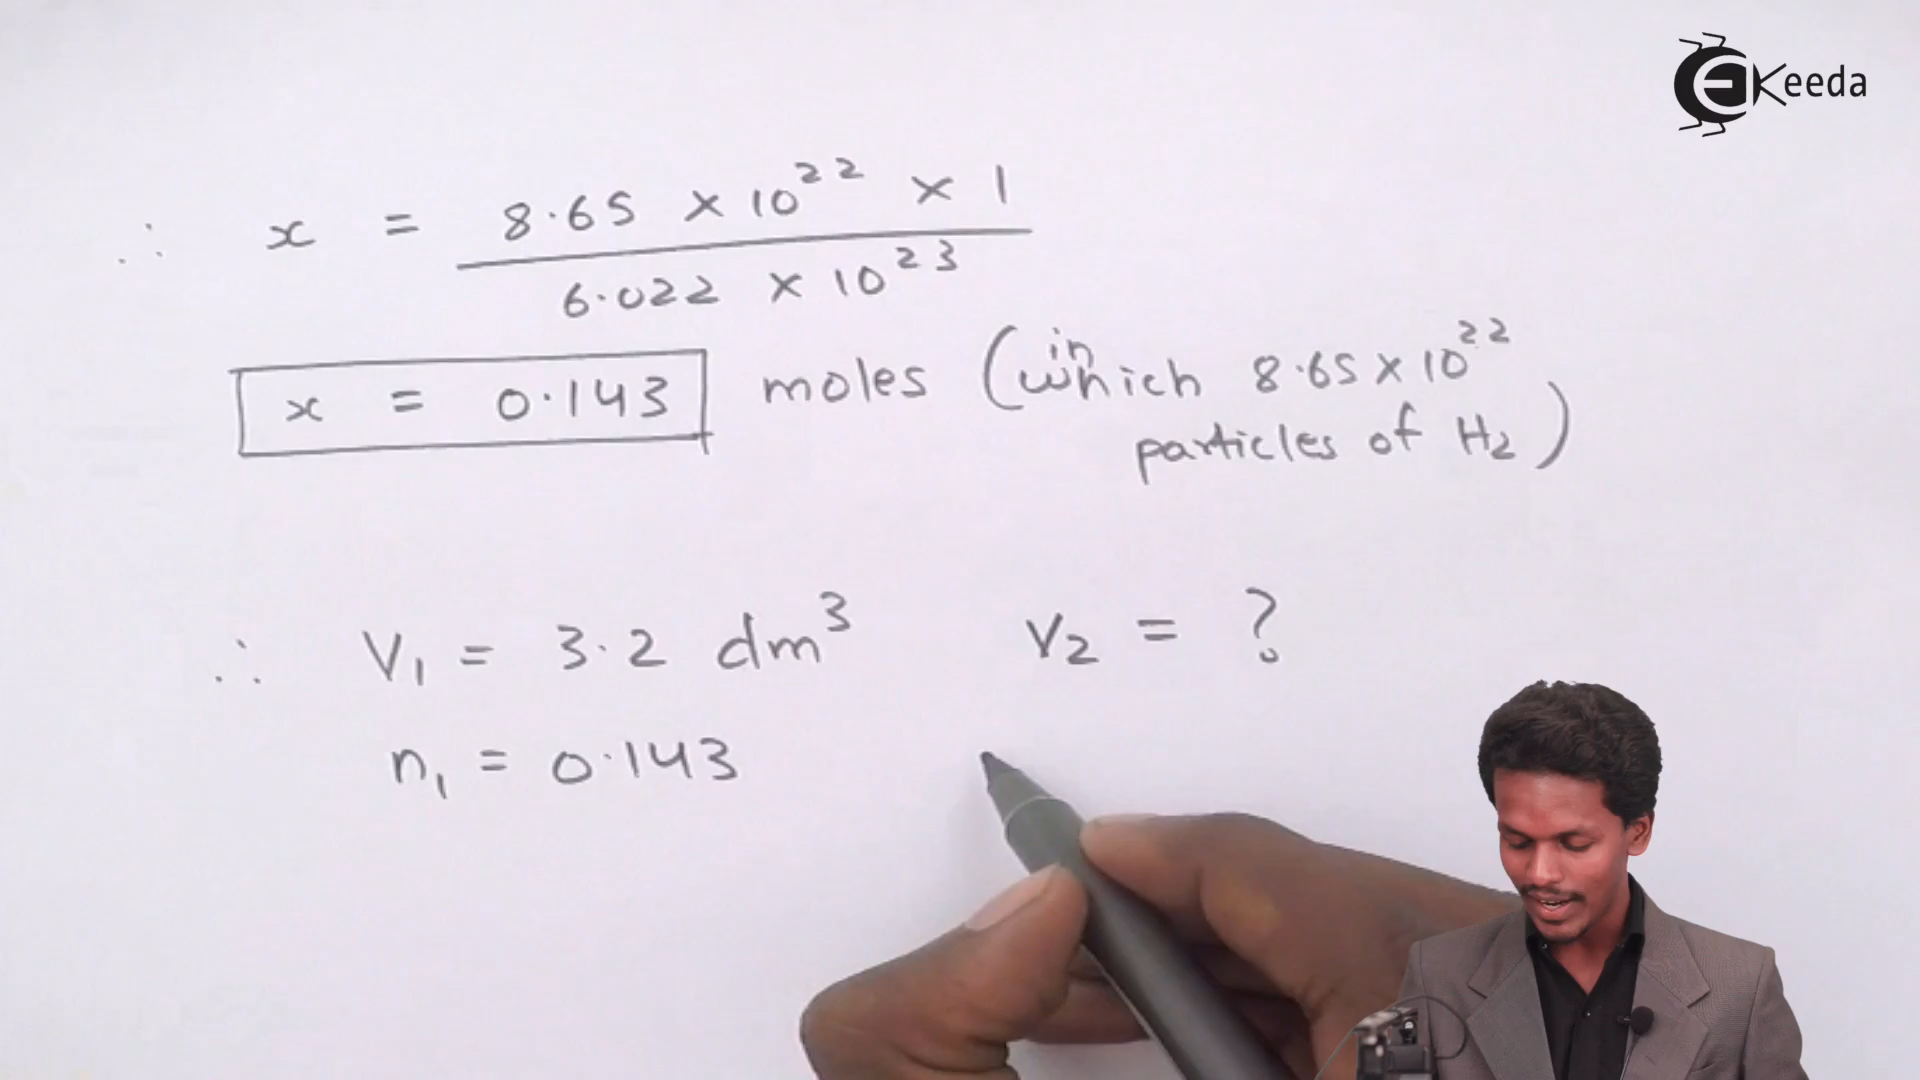 EKeeda
∴ x = 8.65 × 10²² × 1
6.022 × 10²³
x = 0.143 moles (in which 8.65 × 10²²
particles of H₂)
∴ V₁ = 3.2 dm³ V₂ = ?
n₁ = 0.143